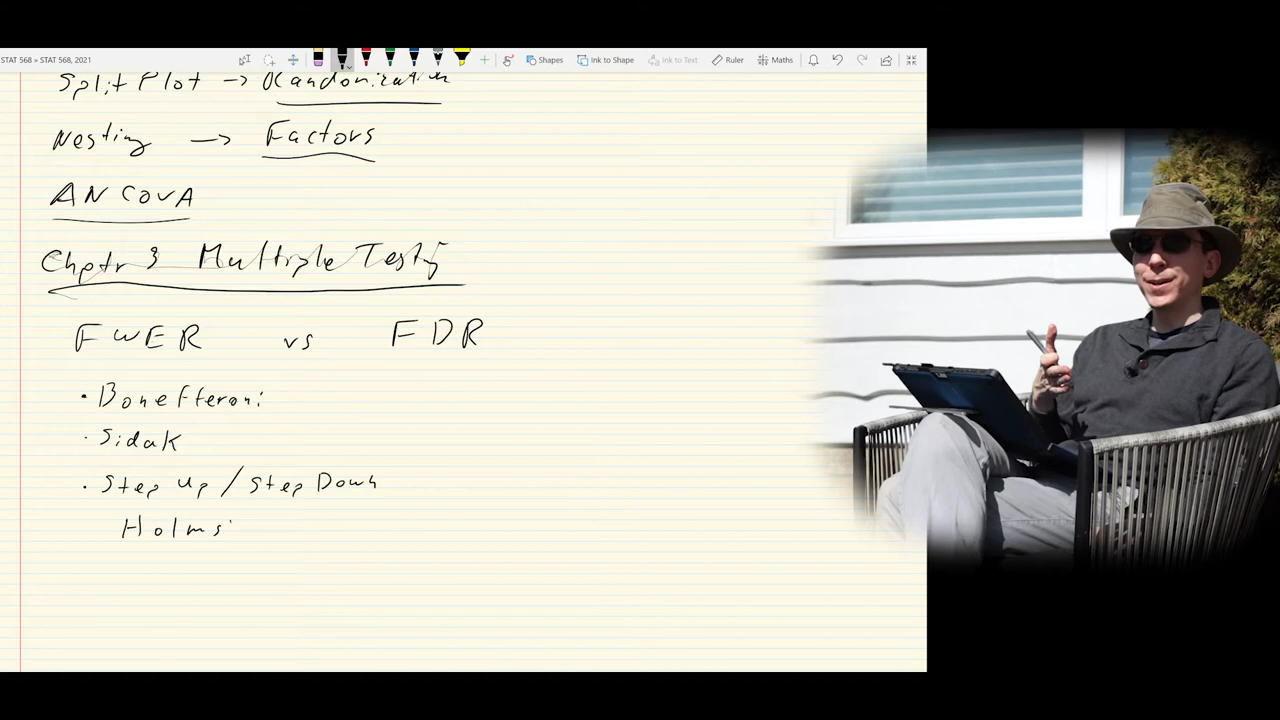 STAT 568 » STAT 568, 2021
Shapes Ink to Shape Ink to Text Ruler Maths
Split Plot → Randomization
Nesting → Factors
ANCOVA
Chptr 3 Multiple Testing
FWER vs FDR
· Bonefferoni
· Sidak
· Step Up / Step Down
Holms